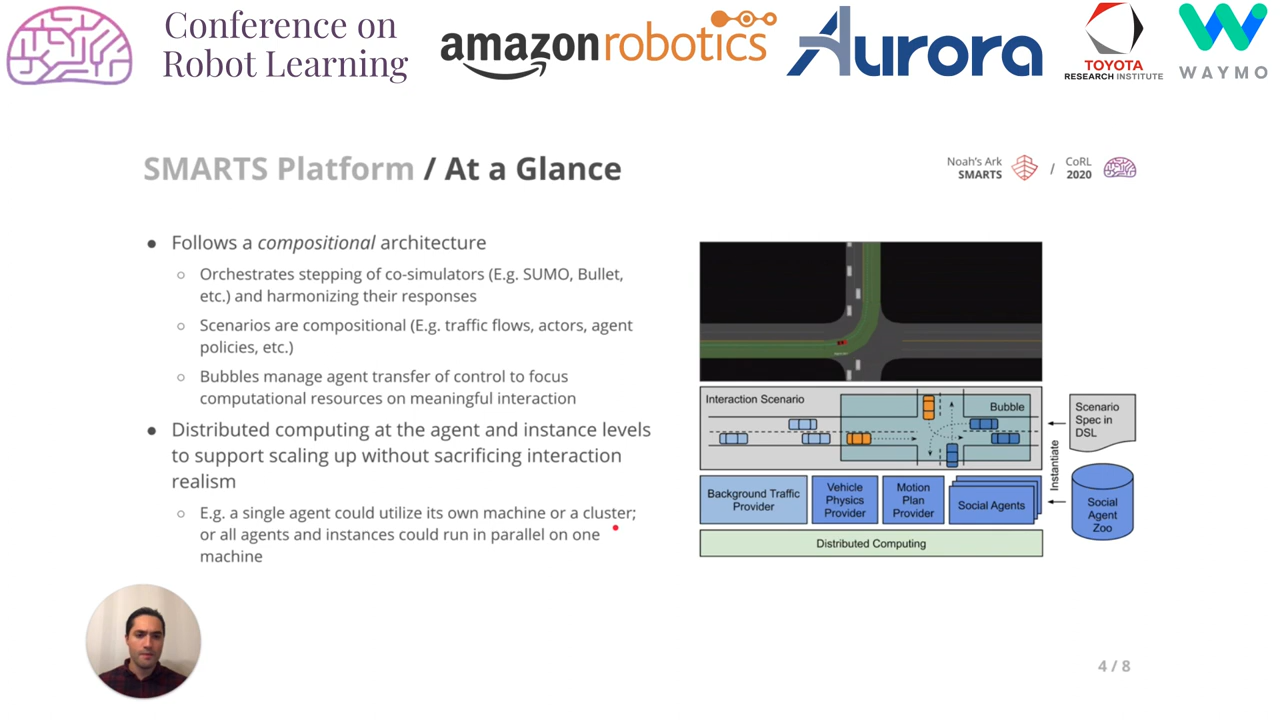 Conference on
Robot Learning
amazonrobotics
Aurora
TOYOTA
RESEARCH INSTITUTE
WAYMO
SMARTS Platform / At a Glance
Noah's Ark
SMARTS
/
CoRL
2020
● Follows a compositional architecture
○ Orchestrates stepping of co-simulators (E.g. SUMO, Bullet,
etc.) and harmonizing their responses
○ Scenarios are compositional (E.g. traffic flows, actors, agent
policies, etc.)
○ Bubbles manage agent transfer of control to focus
computational resources on meaningful interaction
● Distributed computing at the agent and instance levels
to support scaling up without sacrificing interaction
realism
○ E.g. a single agent could utilize its own machine or a cluster;
or all agents and instances could run in parallel on one
machine
Interaction Scenario
Bubble
Scenario
Spec in
DSL
Instantiate
Background Traffic
Provider
Vehicle
Physics
Provider
Motion
Plan
Provider
Social Agents
Social
Agent
Zoo
Distributed Computing
4 / 8